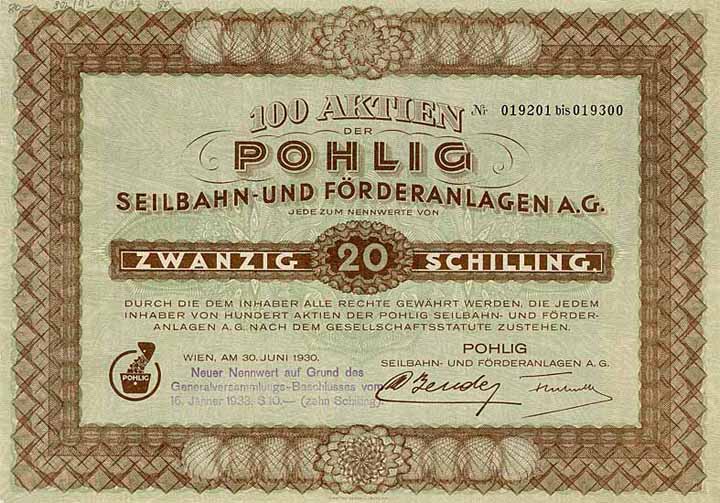 100 AKTIEN
Nr. 019201 bis 019300
DER
POHLIG
SEILBAHN- UND FÖRDERANLAGEN A.G.
JEDE ZUM NENNWERTE VON
ZWANZIG 20 SCHILLING.
DURCH DIE DEM INHABER ALLE RECHTE GEWÄHRT WERDEN, DIE JEDEM
INHABER VON HUNDERT AKTIEN DER POHLIG SEILBAHN- UND FÖRDER-
ANLAGEN A.G. NACH DEM GESELLSCHAFTSSTATUTE ZUSTEHEN.
POHLIG
WIEN, AM 30. JUNI 1930.
Neuer Nennwert auf Grund des
Generalversammlungs-Beschlusses vom
16. Jänner 1933, S 10.— (zehn Schilling).
POHLIG
SEILBAHN- UND FÖRDERANLAGEN A.G.